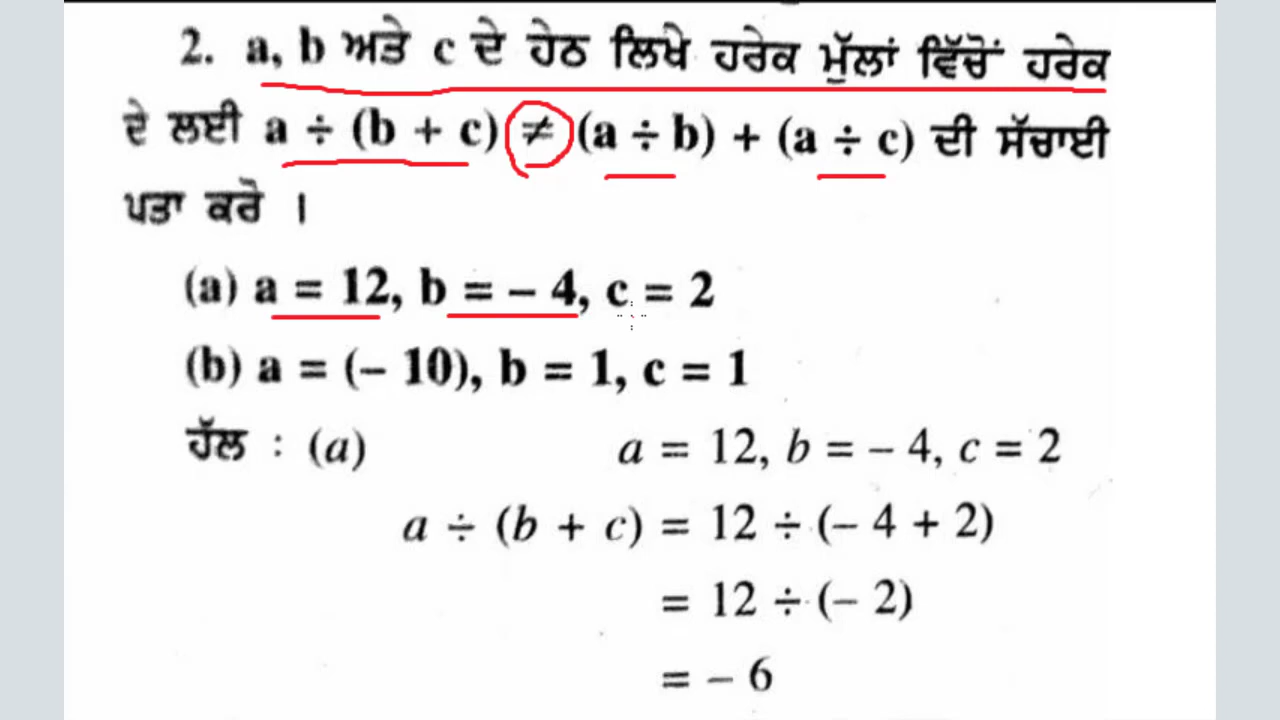 2. a, b ਅਤੇ c ਦੇ ਹੇਠ ਲਿਖੇ ਹਰੇਕ ਮੁੱਲਾਂ ਵਿੱਚੋਂ ਹਰੇਕ
ਦੇ ਲਈ a ÷ (b + c) ≠ (a ÷ b) + (a ÷ c) ਦੀ ਸੱਚਾਈ
ਪਤਾ ਕਰੋ ।
(a) a = 12, b = – 4, c = 2
(b) a = (– 10), b = 1, c = 1
ਹੱਲ : (a) a = 12, b = – 4, c = 2
a ÷ (b + c) = 12 ÷ (– 4 + 2)
= 12 ÷ (– 2)
= – 6